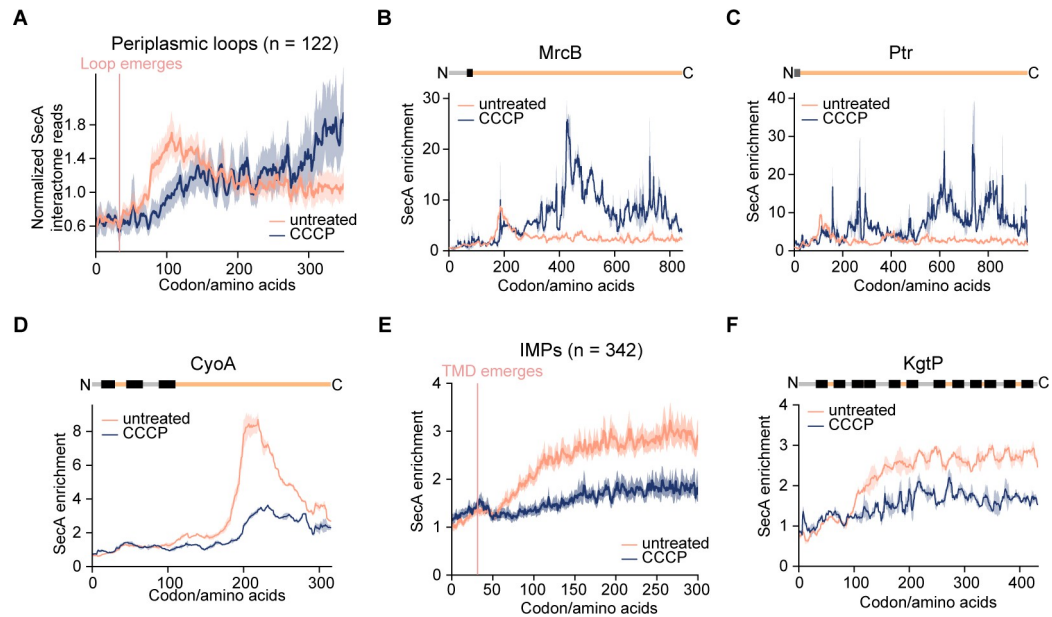 A
Periplasmic loops (n = 122)
Loop emerges
Normalized SecA
interactome reads
1.8
1.4
1.0
0.6
untreated
CCCP
0 100 200 300
Codon/amino acids
B
MrcB
N C
SecA enrichment
30
20
10
0
untreated
CCCP
0 200 400 600 800
Codon/amino acids
C
Ptr
N C
SecA enrichment
40
30
20
10
0
untreated
CCCP
0 200 400 600 800
Codon/amino acids
D
CyoA
N C
SecA enrichment
8
6
4
2
0
untreated
CCCP
0 100 200 300
Codon/amino acids
E
IMPs (n = 342)
TMD emerges
SecA enrichment
4
3
2
1
0
untreated
CCCP
0 50 100 150 200 250 300
Codon/amino acids
F
KgtP
N C
SecA enrichment
4
3
2
1
0
untreated
CCCP
0 100 200 300 400
Codon/amino acids